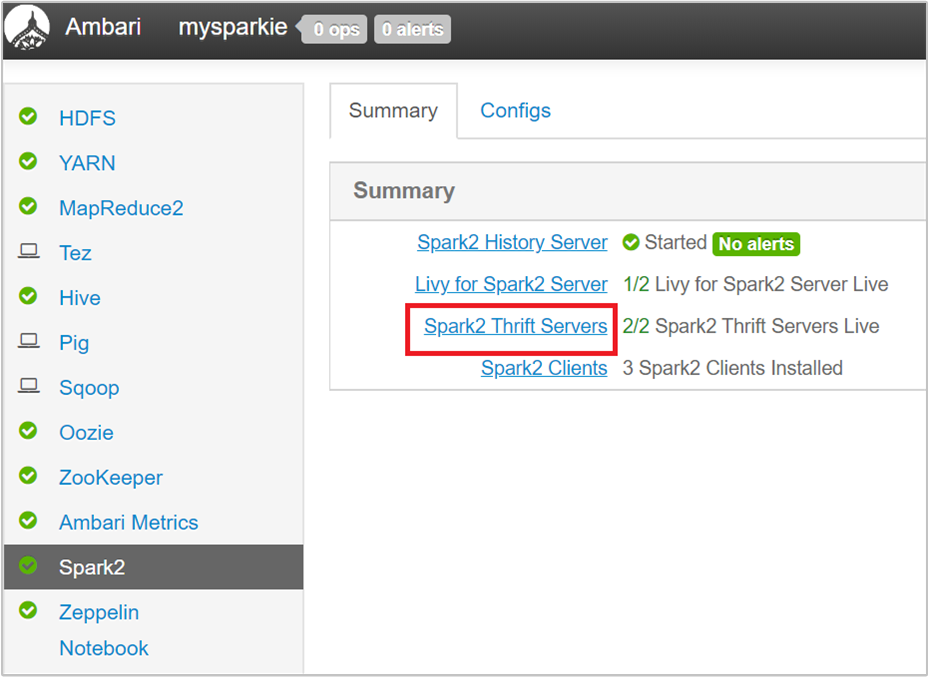 Ambari mysparkie 0 ops 0 alerts
HDFS
YARN
MapReduce2
Tez
Hive
Pig
Sqoop
Oozie
ZooKeeper
Ambari Metrics
Spark2
Zeppelin
Notebook
Summary Configs
Summary
Spark2 History Server Started No alerts
Livy for Spark2 Server 1/2 Livy for Spark2 Server Live
Spark2 Thrift Servers 2/2 Spark2 Thrift Servers Live
Spark2 Clients 3 Spark2 Clients Installed